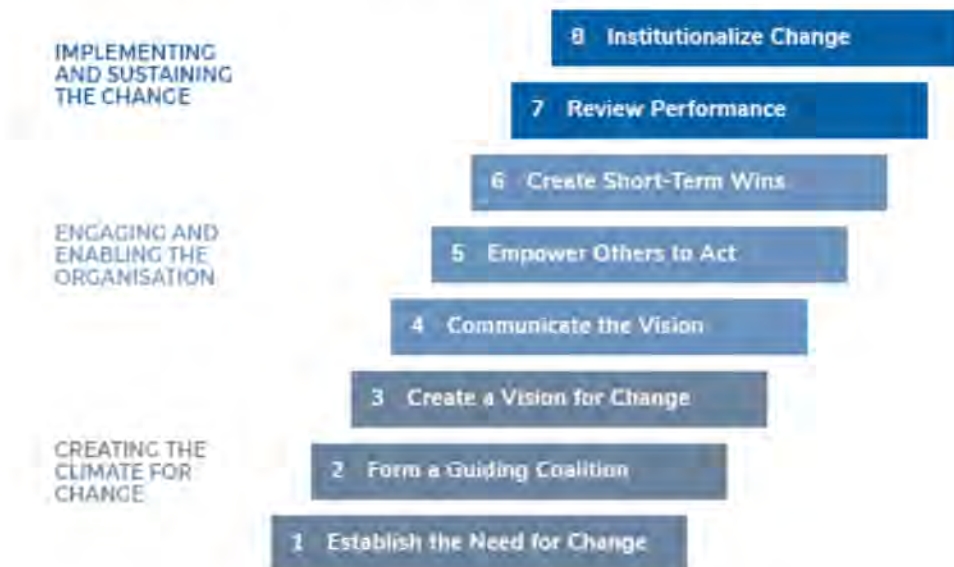 IMPLEMENTING
AND SUSTAINING
THE CHANGE
8 Institutionalize Change
7 Review Performance
6 Create Short-Term Wins
ENGAGING AND
ENABLING THE
ORGANISATION
5 Empower Others to Act
4 Communicate the Vision
3 Create a Vision for Change
CREATING THE
CLIMATE FOR
CHANGE
2 Form a Guiding Coalition
1 Establish the Need for Change